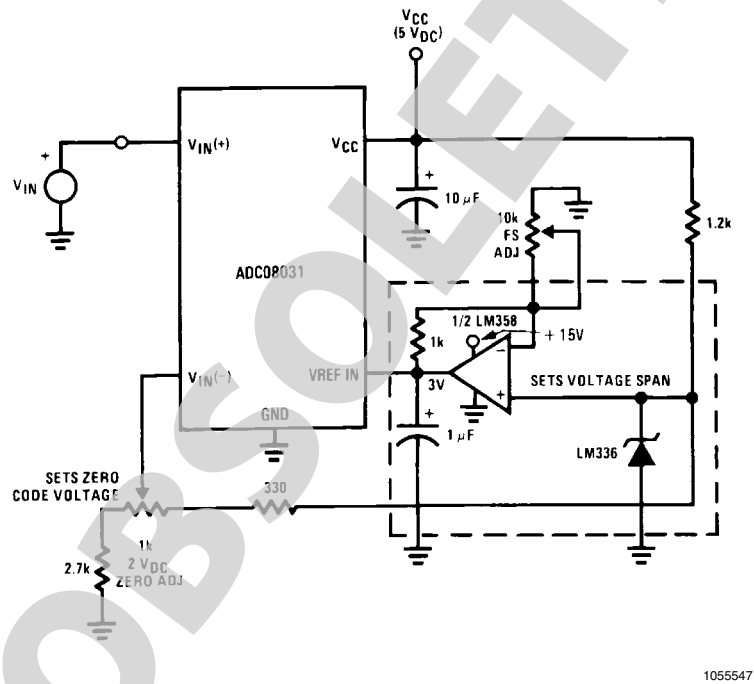 VCC
(5 VDC)
VIN(+)
VCC
+
VIN
+
10 µF
10k
FS
ADJ
1.2k
ADC08031
1/2 LM358
+ 15V
1k
VIN(−)
VREF IN
3V
−
+
SETS VOLTAGE SPAN
GND
+
1 µF
LM336
SETS ZERO
CODE VOLTAGE
330
1k
2 VDC
ZERO ADJ
2.7k
OBSOLETE
1055547